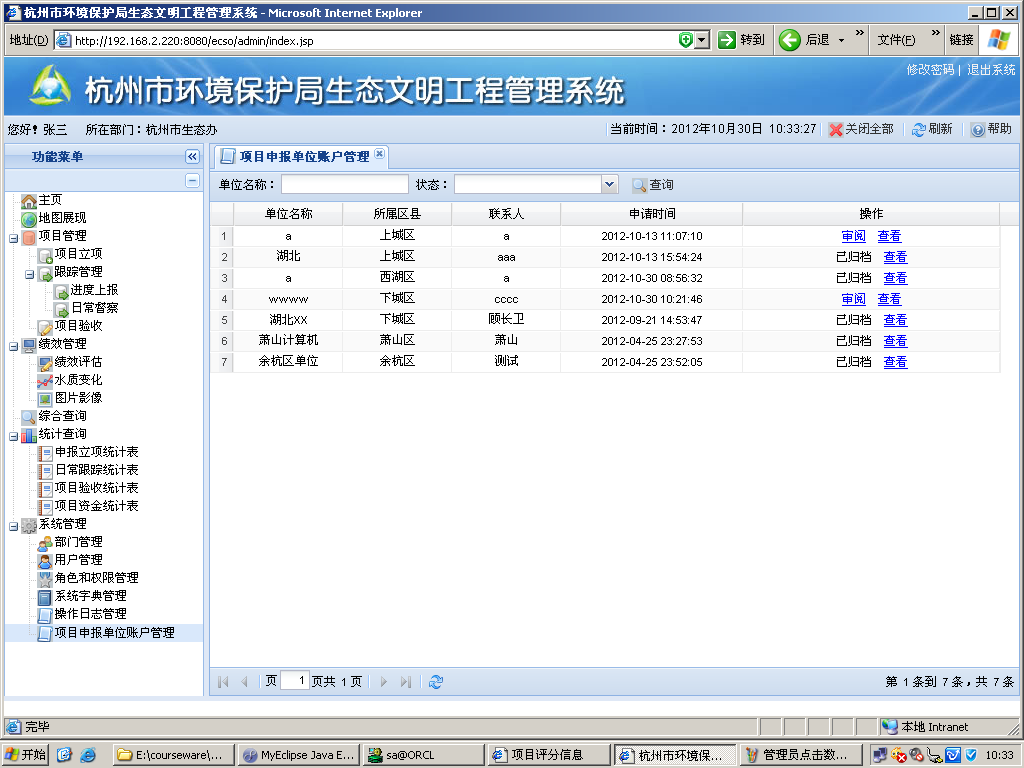 杭州市环境保护局生态文明工程管理系统 - Microsoft Internet Explorer
地址(D) http://192.168.2.220:8080/ecso/admin/index.jsp 转到 后退 » 文件(F) » 链接
杭州市环境保护局生态文明工程管理系统
修改密码 | 退出系统
您好！张三 所在部门：杭州市生态办 当前时间：2012年10月30日 10:33:27 关闭全部 刷新 帮助
功能菜单
主页
地图展现
项目管理
项目立项
跟踪管理
进度上报
日常督察
项目验收
绩效管理
绩效评估
水质变化
图片影像
综合查询
统计查询
申报立项统计表
日常跟踪统计表
项目验收统计表
项目资金统计表
系统管理
部门管理
用户管理
角色和权限管理
系统字典管理
操作日志管理
项目申报单位账户管理
项目申报单位账户管理
单位名称： 状态： 查询
单位名称 所属区县 联系人 申请时间 操作
1 a 上城区 a 2012-10-13 11:07:10 审阅 查看
2 湖北 上城区 aaa 2012-10-13 15:54:24 已归档 查看
3 a 西湖区 a 2012-10-30 08:56:32 已归档 查看
4 wwww 下城区 cccc 2012-10-30 10:21:46 审阅 查看
5 湖北XX 下城区 顾长卫 2012-09-21 14:53:47 已归档 查看
6 萧山计算机 萧山区 萧山 2012-04-25 23:27:53 已归档 查看
7 余杭区单位 余杭区 测试 2012-04-25 23:52:05 已归档 查看
页 1 页共 1 页 第 1 条到 7 条，共 7 条
完毕 本地 Intranet
开始 E:\courseware\... MyEclipse Java E... sa@ORCL 项目评分信息 杭州市环境保... 管理员点击数... 10:33